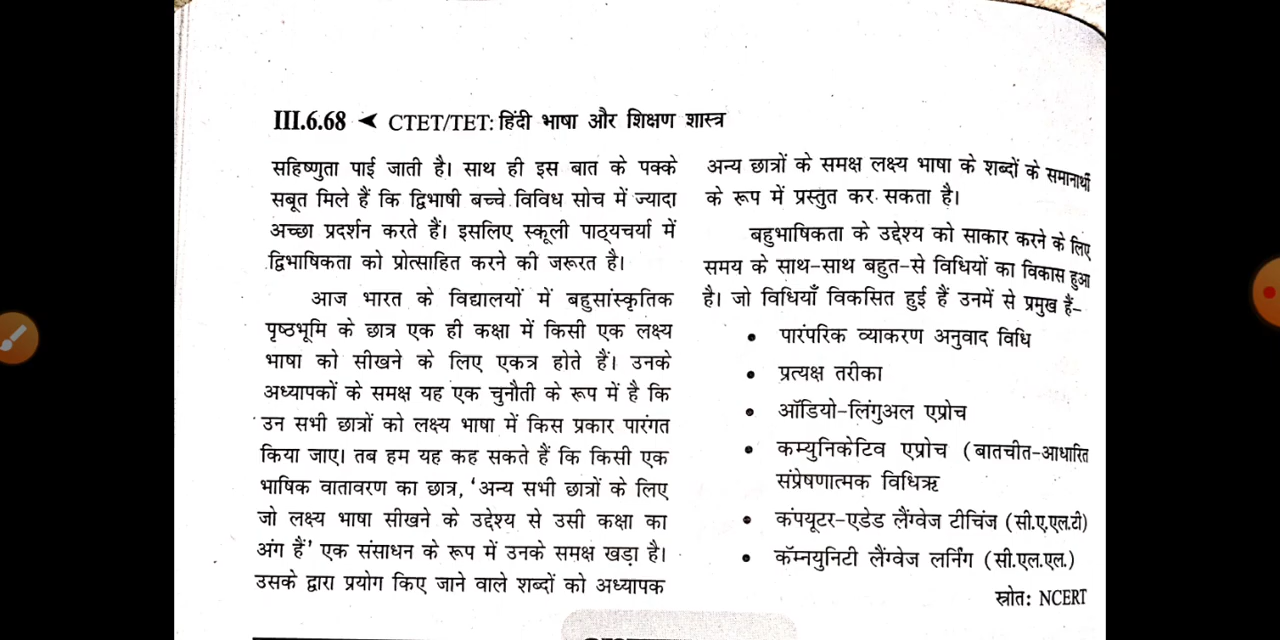 III.6.68 ◄ CTET/TET: हिंदी भाषा और शिक्षण शास्त्र
सहिष्णुता पाई जाती है। साथ ही इस बात के पक्के
सबूत मिले हैं कि द्विभाषी बच्चे विविध सोच में ज्यादा
अच्छा प्रदर्शन करते हैं। इसलिए स्कूली पाठ्यचर्या में
द्विभाषिकता को प्रोत्साहित करने की जरूरत है।
आज भारत के विद्यालयों में बहुसांस्कृतिक
पृष्ठभूमि के छात्र एक ही कक्षा में किसी एक लक्ष्य
भाषा को सीखने के लिए एकत्र होते हैं। उनके
अध्यापकों के समक्ष यह एक चुनौती के रूप में है कि
उन सभी छात्रों को लक्ष्य भाषा में किस प्रकार पारंगत
किया जाए। तब हम यह कह सकते हैं कि किसी एक
भाषिक वातावरण का छात्र, ‘अन्य सभी छात्रों के लिए
जो लक्ष्य भाषा सीखने के उद्देश्य से उसी कक्षा का
अंग हैं’ एक संसाधन के रूप में उनके समक्ष खड़ा है।
उसके द्वारा प्रयोग किए जाने वाले शब्दों को अध्यापक
अन्य छात्रों के समक्ष लक्ष्य भाषा के शब्दों के समानार्थी
के रूप में प्रस्तुत कर सकता है।
बहुभाषिकता के उद्देश्य को साकार करने के लिए
समय के साथ-साथ बहुत-से विधियों का विकास हुआ
है। जो विधियाँ विकसित हुई हैं उनमें से प्रमुख हैं-
• पारंपरिक व्याकरण अनुवाद विधि
• प्रत्यक्ष तरीका
• ऑडियो-लिंगुअल एप्रोच
• कम्युनिकेटिव एप्रोच (बातचीत-आधारित
संप्रेषणात्मक विधिऋ
• कंपयूटर-एडेड लैंग्वेज टीचिंज (सी.ए.एल.टी)
• कॅम्नयुनिटी लैंग्वेज लर्निंग (सी.एल.एल.)
स्रोत: NCERT